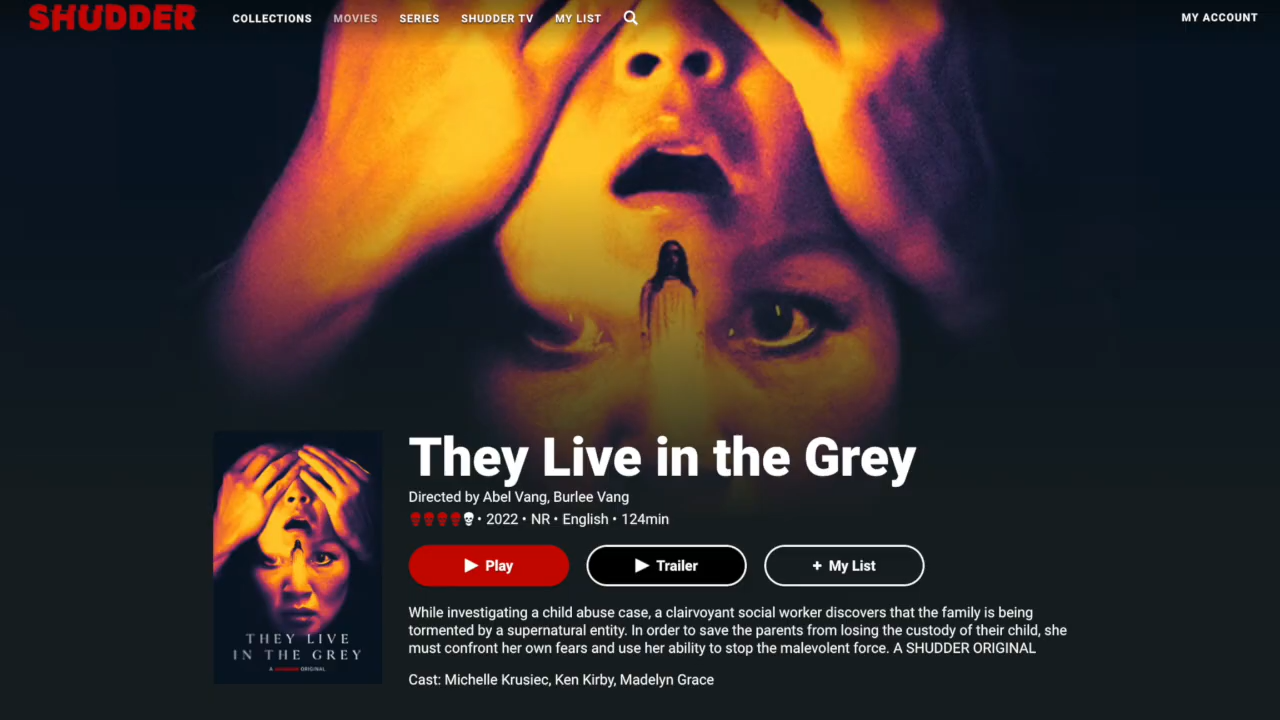 SHUDDER
COLLECTIONS MOVIES SERIES SHUDDER TV MY LIST
MY ACCOUNT
They Live in the Grey
Directed by Abel Vang, Burlee Vang
• 2022 • NR • English • 124min
Play
Trailer
+ My List
While investigating a child abuse case, a clairvoyant social worker discovers that the family is being
tormented by a supernatural entity. In order to save the parents from losing the custody of their child, she
must confront her own fears and use her ability to stop the malevolent force. A SHUDDER ORIGINAL
Cast: Michelle Krusiec, Ken Kirby, Madelyn Grace
THEY LIVE
IN THE GREY
A SHUDDER ORIGINAL